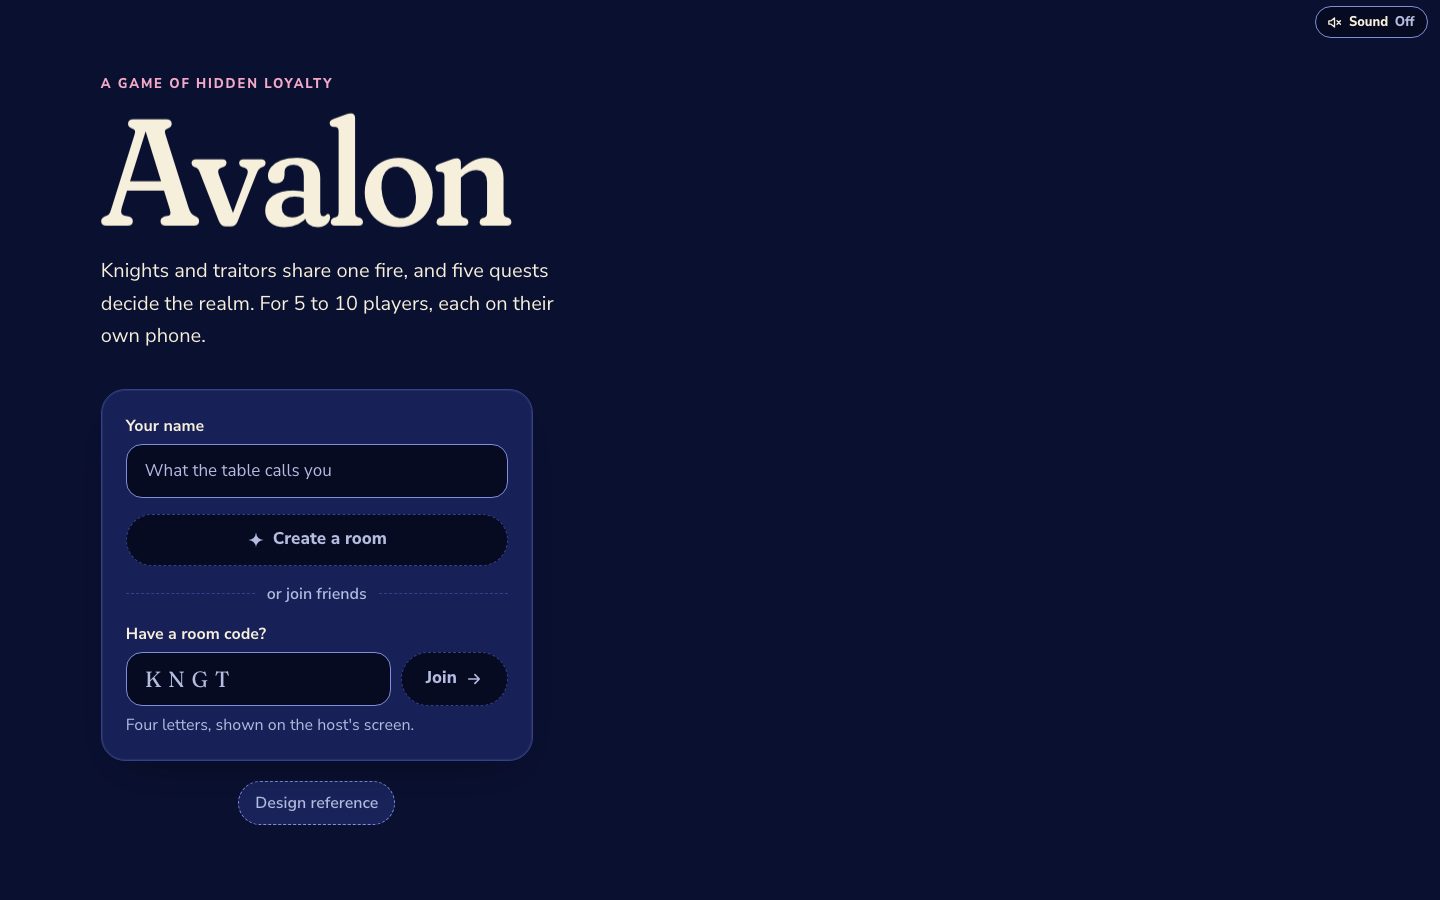 Sound Off
A GAME OF HIDDEN LOYALTY
Avalon
Knights and traitors share one fire, and five quests
decide the realm. For 5 to 10 players, each on their
own phone.
Your name
What the table calls you
Create a room
or join friends
Have a room code?
KNGT
Join
Four letters, shown on the host's screen.
Design reference